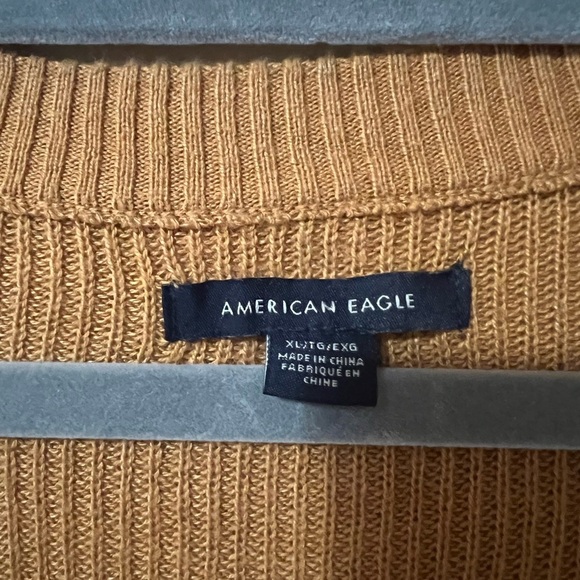 AMERICAN EAGLE
XL/TG/EXG
MADE IN CHINA
FABRIQUÉ EN
CHINE